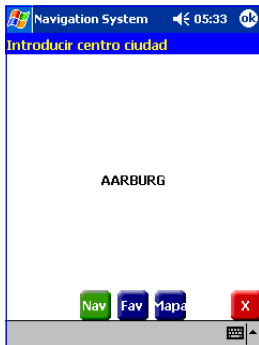 Navigation System 05:33 ok
Introducir centro ciudad
AARBURG
Nav Fav Mapa X